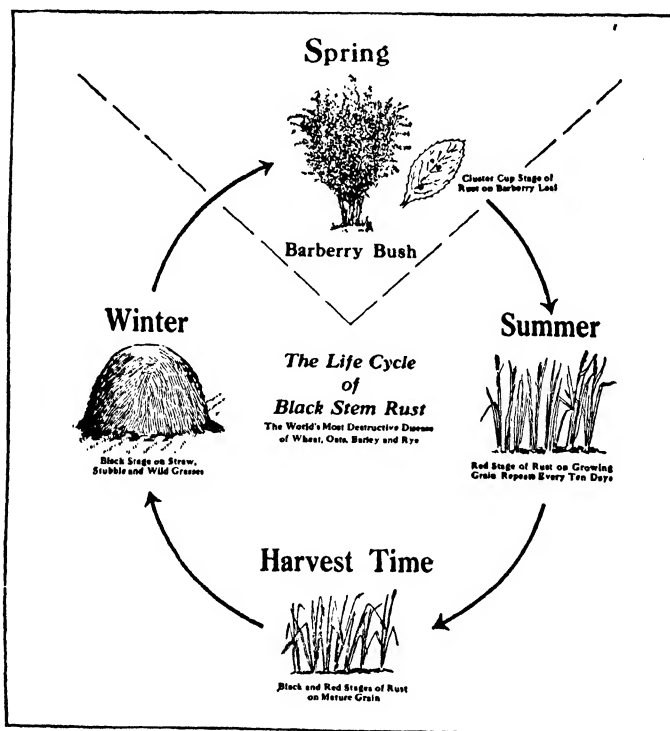 Spring
Cluster Cup Stage of
Rust on Barberry Leaf
Barberry Bush
Winter
Summer
The Life Cycle
of
Black Stem Rust
The World's Most Destructive Disease
of Wheat, Oats, Barley and Rye
Black Stage on Straw,
Stubble and Wild Grasses
Red Stage of Rust on Growing
Grain Repeats Every Ten Days
Harvest Time
Black and Red Stages of Rust
on Mature Grain